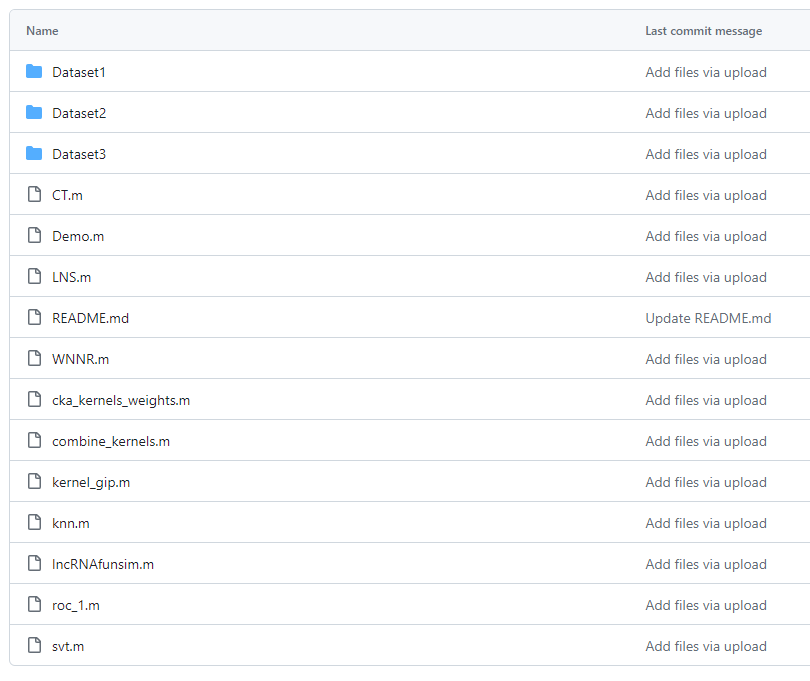 Name Last commit message
Dataset1 Add files via upload
Dataset2 Add files via upload
Dataset3 Add files via upload
CT.m Add files via upload
Demo.m Add files via upload
LNS.m Add files via upload
README.md Update README.md
WNNR.m Add files via upload
cka_kernels_weights.m Add files via upload
combine_kernels.m Add files via upload
kernel_gip.m Add files via upload
knn.m Add files via upload
lncRNAfunsim.m Add files via upload
roc_1.m Add files via upload
svt.m Add files via upload